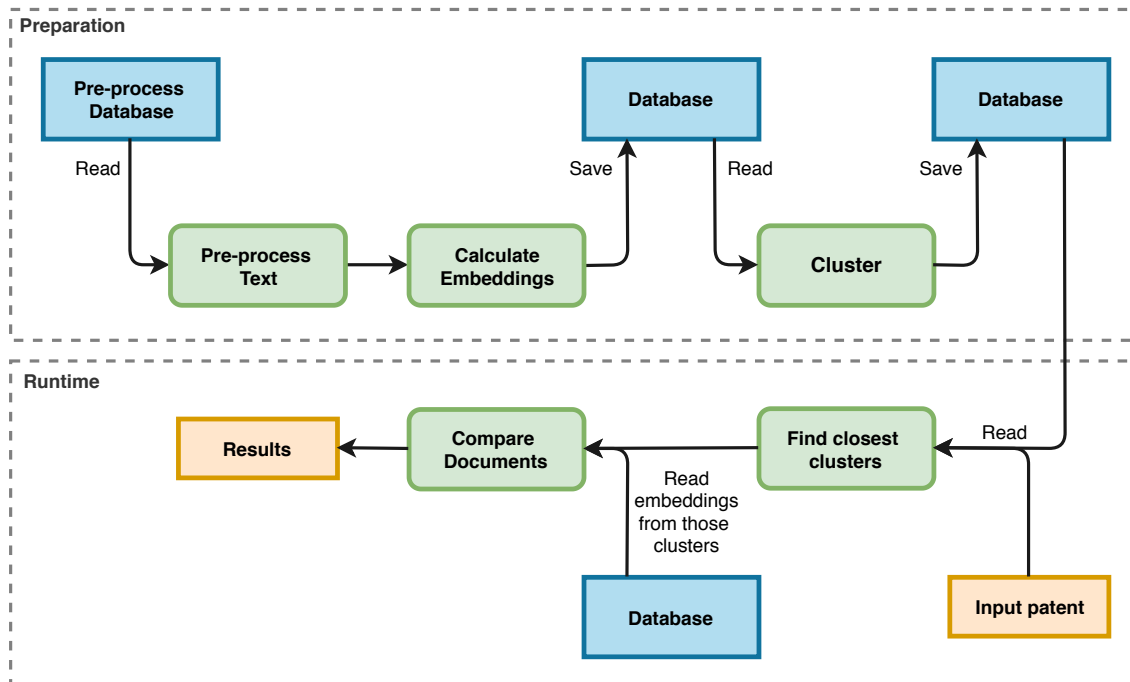 Preparation
Pre-process
Database
Database
Database
Read
Save
Read
Save
Pre-process
Text
Calculate
Embeddings
Cluster
Runtime
Results
Compare
Documents
Find closest
clusters
Read
Read
embeddings
from those
clusters
Database
Input patent